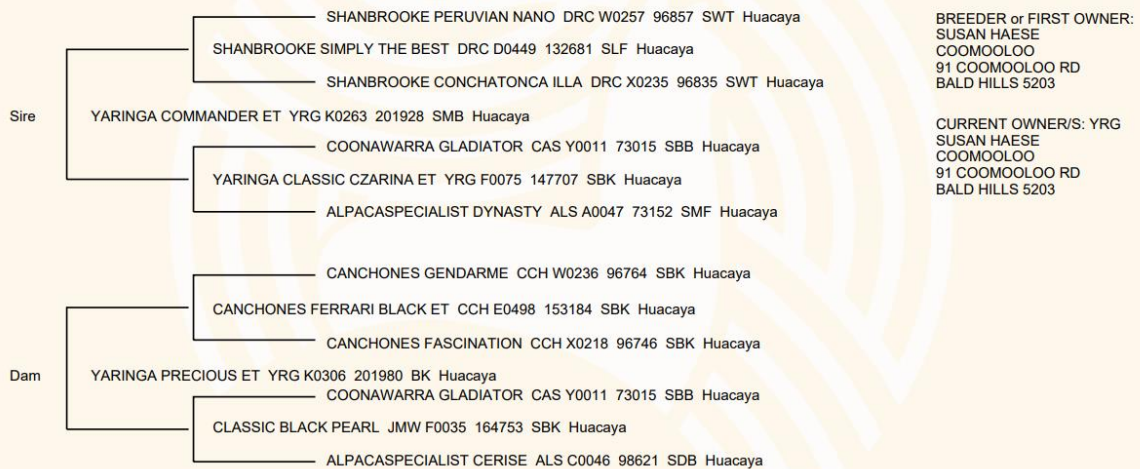 SHANBROOKE PERUVIAN NANO DRC W0257 96857 SWT Huacaya
SHANBROOKE SIMPLY THE BEST DRC D0449 132681 SLF Huacaya
SHANBROOKE CONCHATONCA ILLA DRC X0235 96835 SWT Huacaya
Sire
YARINGA COMMANDER ET YRG K0263 201928 SMB Huacaya
COONAWARRA GLADIATOR CAS Y0011 73015 SBB Huacaya
YARINGA CLASSIC CZARINA ET YRG F0075 147707 SBK Huacaya
ALPACASPECIALIST DYNASTY ALS A0047 73152 SMF Huacaya
CANCHONES GENDARME CCH W0236 96764 SBK Huacaya
CANCHONES FERRARI BLACK ET CCH E0498 153184 SBK Huacaya
CANCHONES FASCINATION CCH X0218 96746 SBK Huacaya
Dam
YARINGA PRECIOUS ET YRG K0306 201980 BK Huacaya
COONAWARRA GLADIATOR CAS Y0011 73015 SBB Huacaya
CLASSIC BLACK PEARL JMW F0035 164753 SBK Huacaya
ALPACASPECIALIST CERISE ALS C0046 98621 SDB Huacaya
BREEDER or FIRST OWNER:
SUSAN HAESE
COOMOOLOO
91 COOMOOLOO RD
BALD HILLS 5203
CURRENT OWNER/S: YRG
SUSAN HAESE
COOMOOLOO
91 COOMOOLOO RD
BALD HILLS 5203